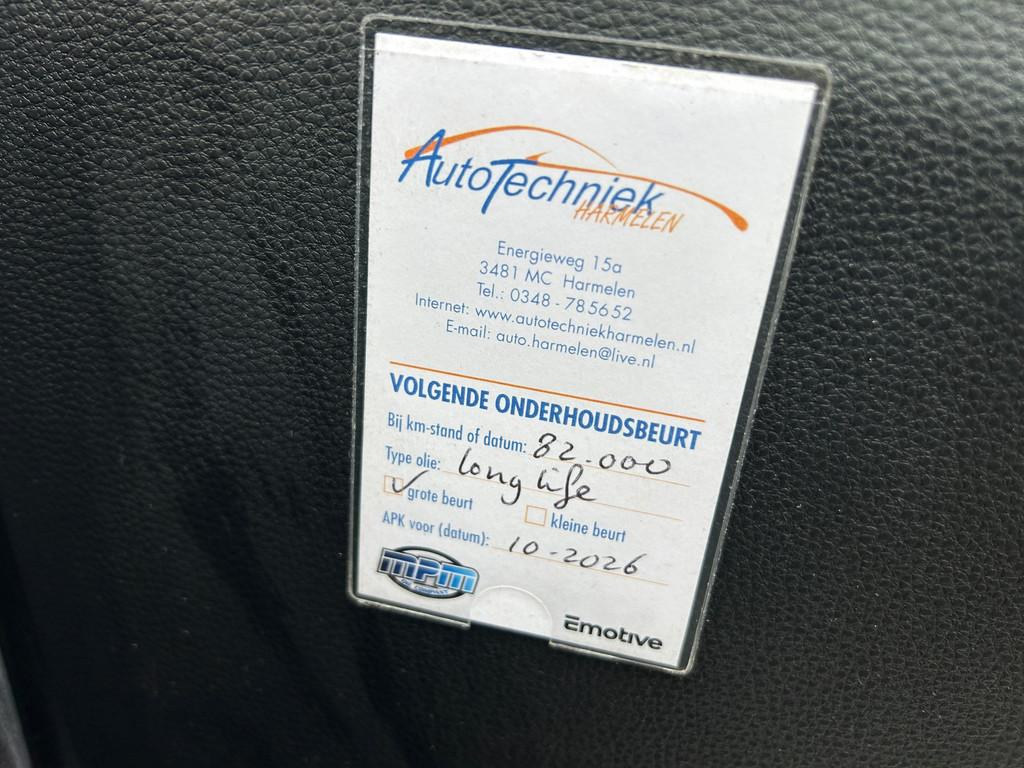 AutoTechniek
HARMELEN
Energieweg 15a
3481 MC Harmelen
Tel.: 0348 - 785652
Internet: www.autotechniekharmelen.nl
E-mail: auto.harmelen@live.nl
VOLGENDE ONDERHOUDSBEURT
Bij km-stand of datum: 82.000
Type olie: long life
grote beurt kleine beurt
APK voor (datum): 10-2026
MPM
OIL COMPANY
Emotive